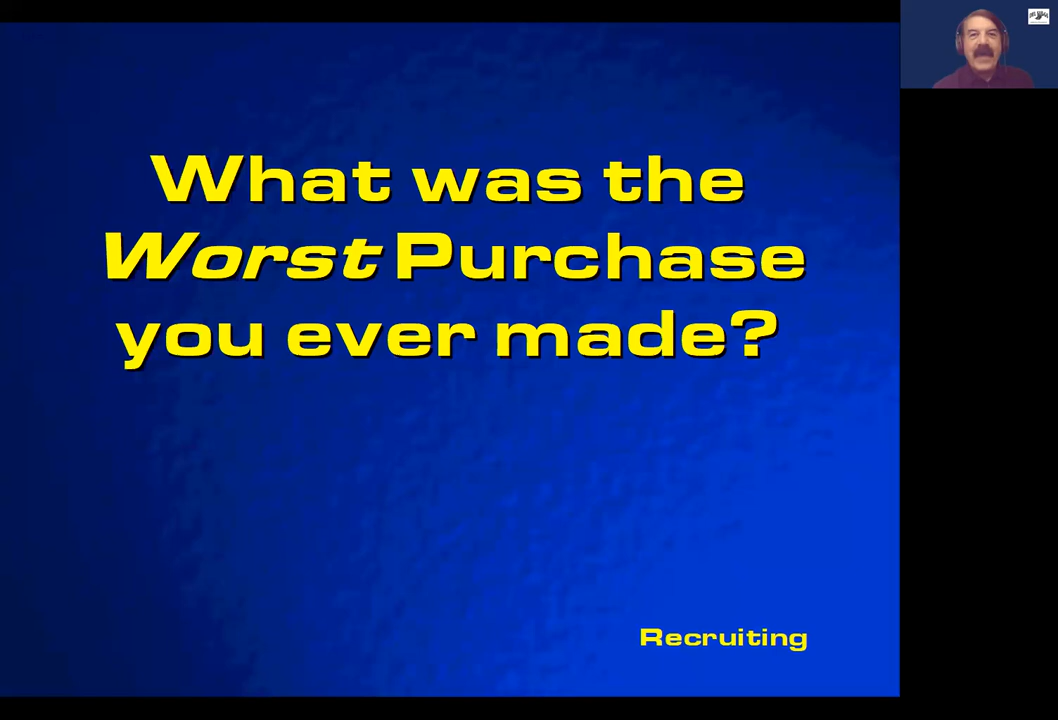 What was the
Worst Purchase
you ever made?
Recruiting